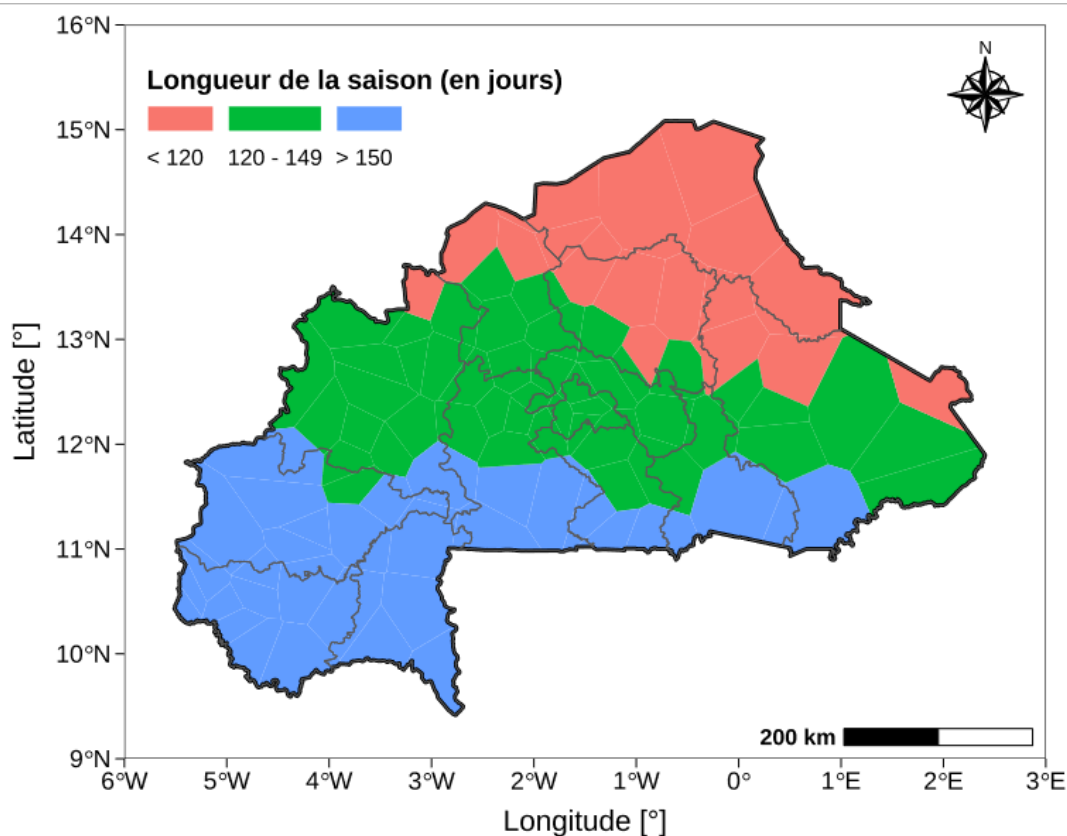 16°N
N
Longueur de la saison (en jours)
< 120 120 - 149 > 150
15°N
14°N
13°N
12°N
11°N
10°N
9°N
Latitude [°]
200 km
6°W 5°W 4°W 3°W 2°W 1°W 0° 1°E 2°E 3°E
Longitude [°]